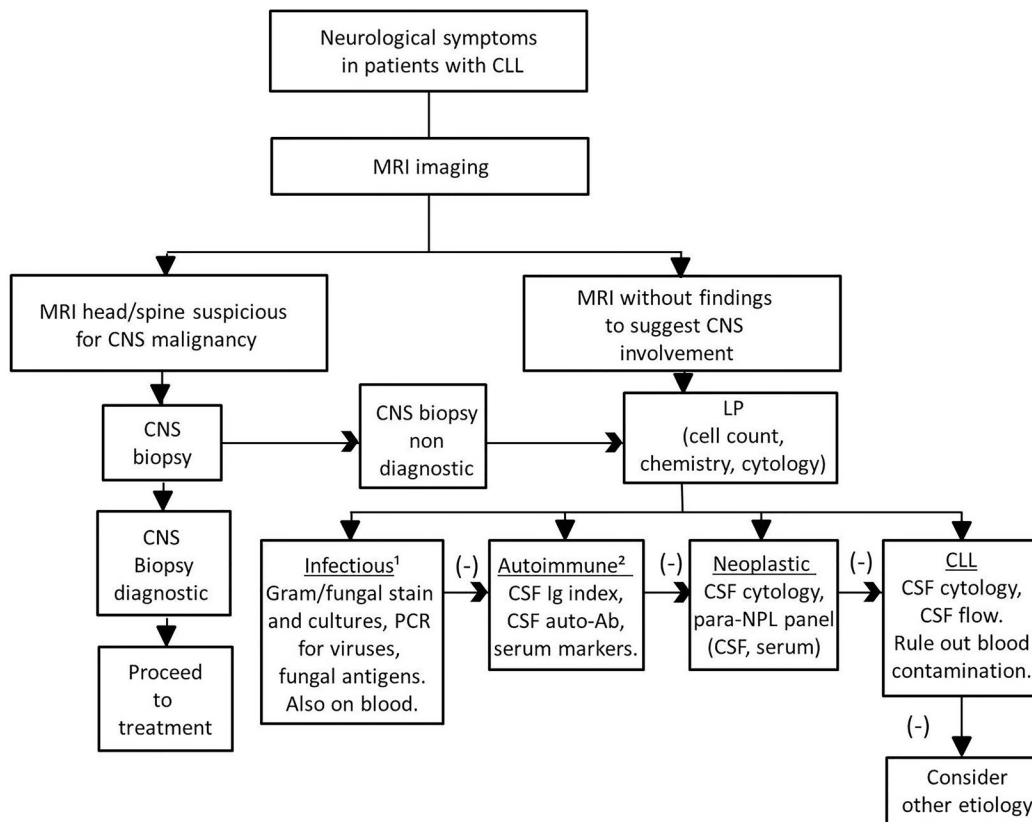 Neurological symptoms
in patients with CLL
MRI imaging
MRI head/spine suspicious
for CNS malignancy
MRI without findings
to suggest CNS
involvement
CNS
biopsy
CNS biopsy
non
diagnostic
LP
(cell count,
chemistry, cytology)
CNS
Biopsy
diagnostic
Proceed
to
treatment
Infectious¹
Gram/fungal stain
and cultures, PCR
for viruses,
fungal antigens.
Also on blood.
(-)
Autoimmune²
CSF Ig index,
CSF auto-Ab,
serum markers.
(-)
Neoplastic
CSF cytology,
para-NPL panel
(CSF, serum)
(-)
CLL
CSF cytology,
CSF flow.
Rule out blood
contamination.
(-)
Consider
other etiology